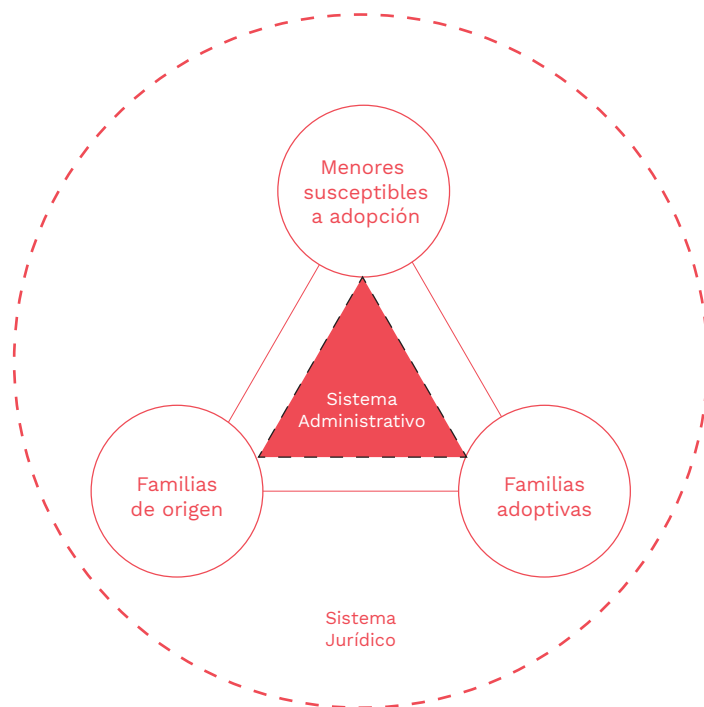 Menores
susceptibles
a adopción
Sistema
Administrativo
Familias
de origen
Familias
adoptivas
Sistema
Jurídico